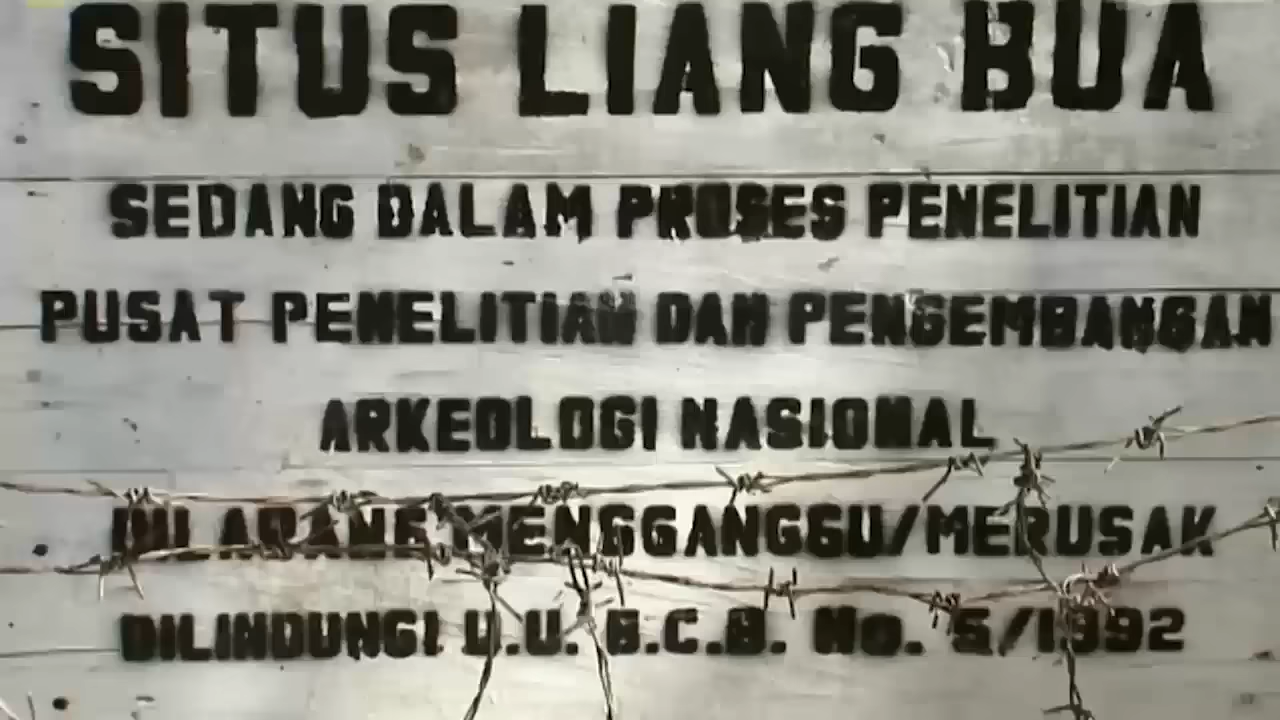 SITUS LIANG BUA
SEDANG DALAM PROSES PENELITIAN
PUSAT PENELITIAN DAN PENGEMBANGAN
ARKEOLOGI NASIONAL
DILARANG MENGGANGGU/MERUSAK
DILINDUNGI U.U. B.C.B. No. 5/1992